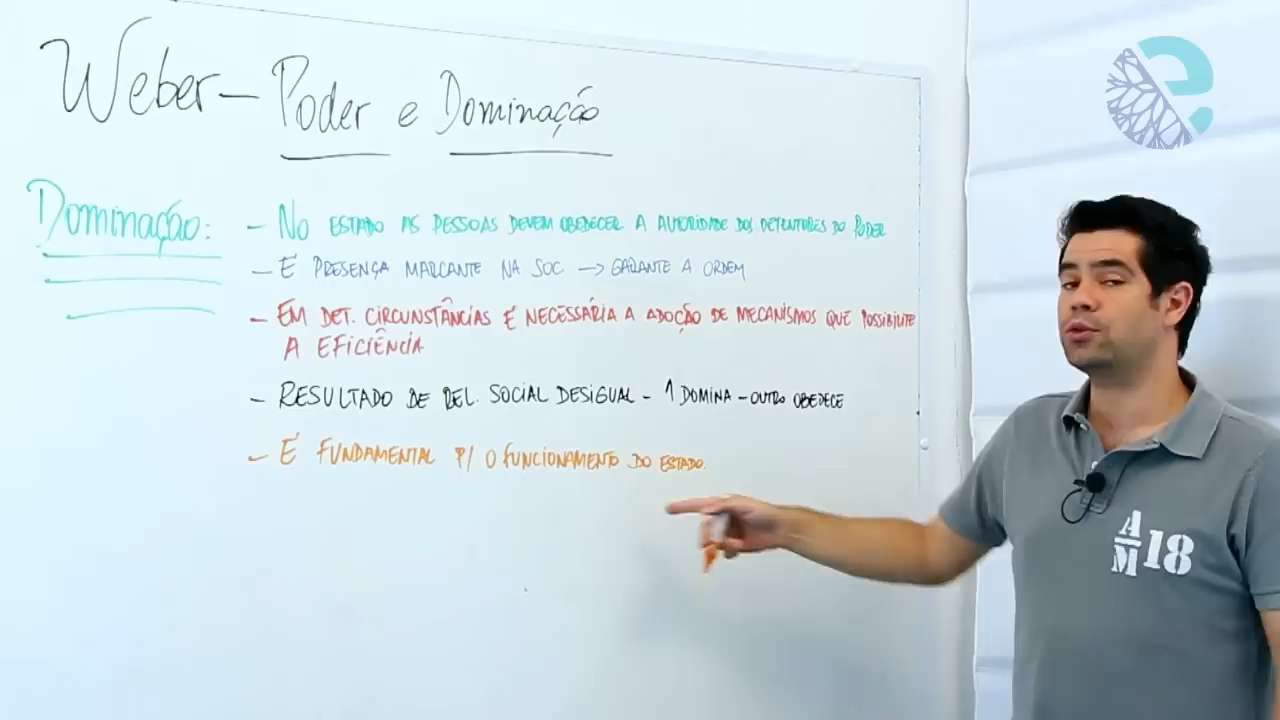 Weber – Poder e Dominação
Dominação:
– No ESTADO AS PESSOAS DEVEM OBEDECER A AUTORIDADE DOS DETENTORES DO PODER
– É PRESENÇA MARCANTE NA SOC. → GARANTE A ORDEM
– EM DET. CIRCUNSTÂNCIAS É NECESSÁRIA A ADOÇÃO DE MECANISMOS QUE POSSIBILITE
A EFICIÊNCIA
– RESULTADO DE REL. SOCIAL DESIGUAL – 1 DOMINA – OUTRO OBEDECE
– É FUNDAMENTAL P/ O FUNCIONAMENTO DO ESTADO.
A
M 18
e